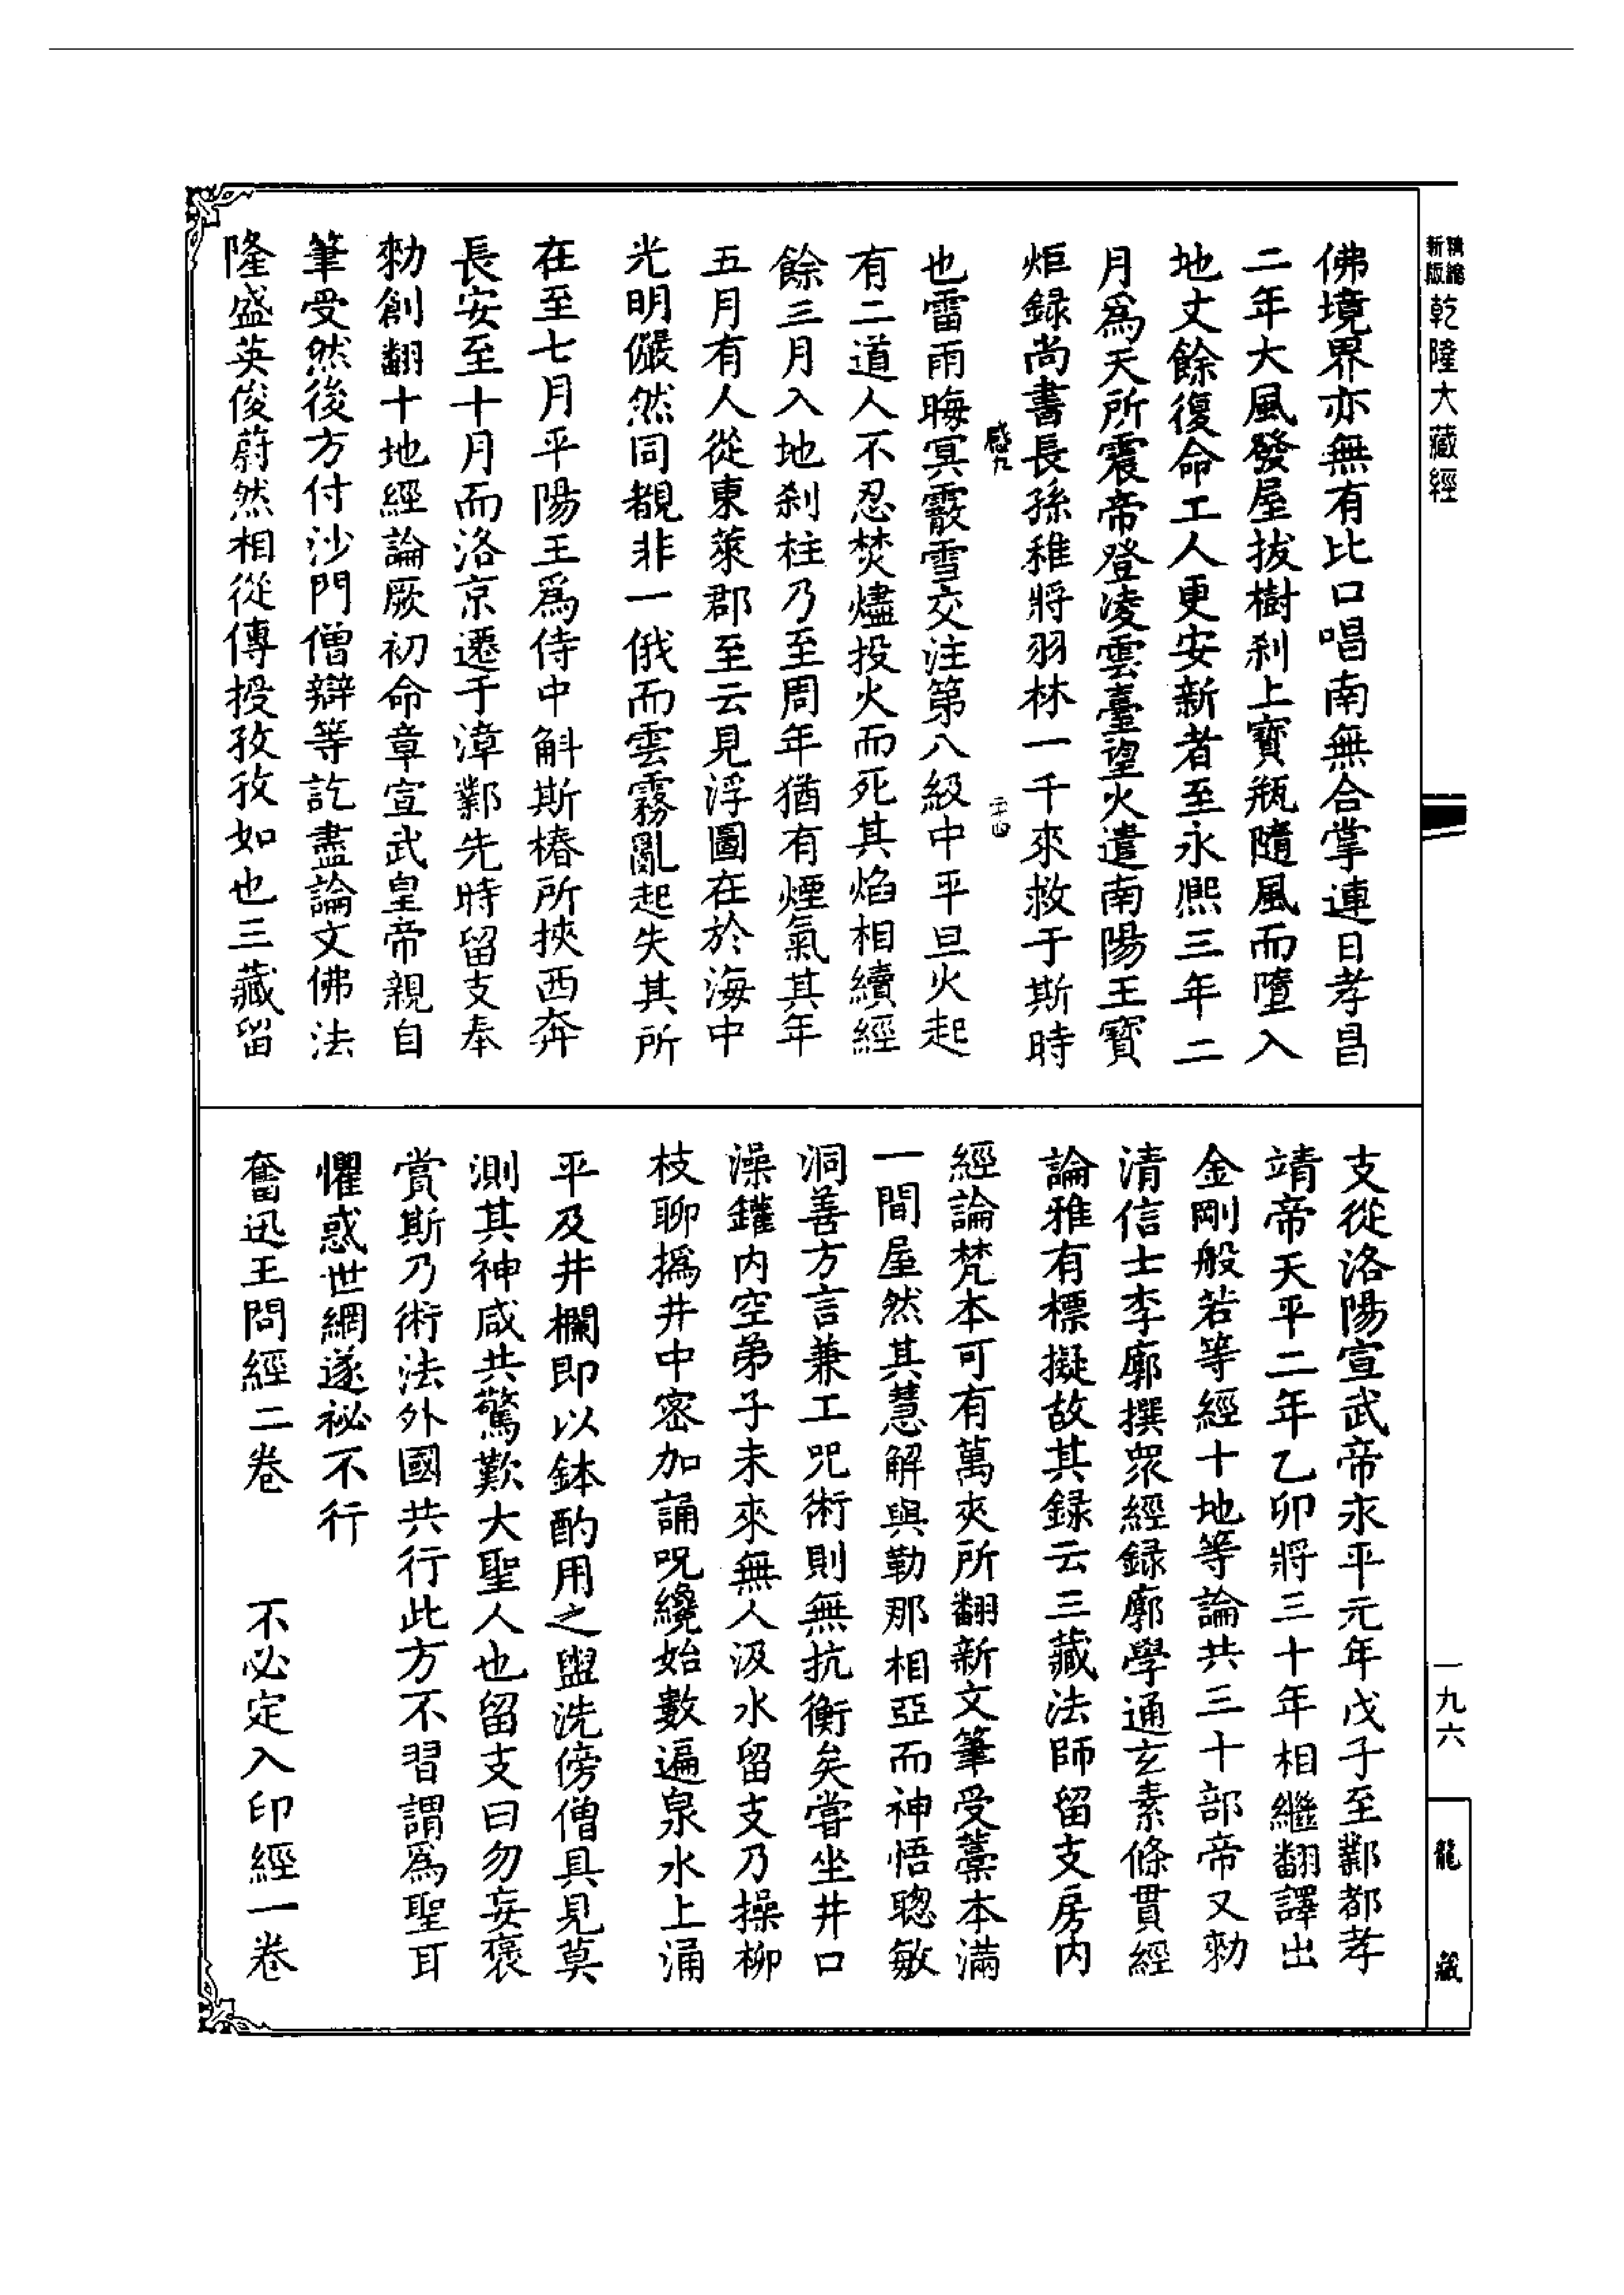 精縮新版乾隆大藏經
佛境界亦無有比口唱南無合掌連日孝昌
二年大風發屋拔樹刹上寶瓶隨風而墮入
地丈餘復命工人更安新者至永熙三年二
月爲天所震帝登凌雲臺望火遣南陽王寶
炬録尚書長孫稚將羽林一千來救于斯時
感九
二十四
也雷雨晦冥霰雪交注第八級中平旦火起
有二道人不忍焚燼投火而死其焰相續經
餘三月入地刹柱乃至周年猶有煙氣其年
五月有人從東萊郡至云見浮圖在於海中
光明儼然同覩非一俄而雲霧亂起失其所
在至七月平陽王爲侍中斛斯椿所挾西奔
長安至十月而洛京遷于漳鄴先時留支奉
勑創翻十地經論厥初命章宣武皇帝親自
筆受然後方付沙門僧辯等訖盡論文佛法
隆盛英俊蔚然相從傳授孜孜如也三藏留
支從洛陽宣武帝永平元年戊子至鄴都孝
靖帝天平二年乙卯將三十年相繼翻譯出
金剛般若等經十地等論共三十部帝又勑
清信士李廓撰眾經録廓學通玄素條貫經
論雅有標擬故其録云三藏法師留支房内
經論梵本可有萬夾所翻新文筆受藁本滿
一間屋然其慧解與勒那相亞而神悟聰敏
洞善方言兼工咒術則無抗衡矣嘗坐井口
澡鑵内空弟子未來無人汲水留支乃操柳
枝聊撝井中密加誦呪纔始數遍泉水上涌
平及井欄即以鉢酌用之盥洗傍僧具見莫
測其神咸共驚歎大聖人也留支曰勿妄褒
賞斯乃術法外國共行此方不習謂爲聖耳
懼惑世網遂祕不行
奮迅王問經二卷　不必定入印經一卷
一九六
龍藏